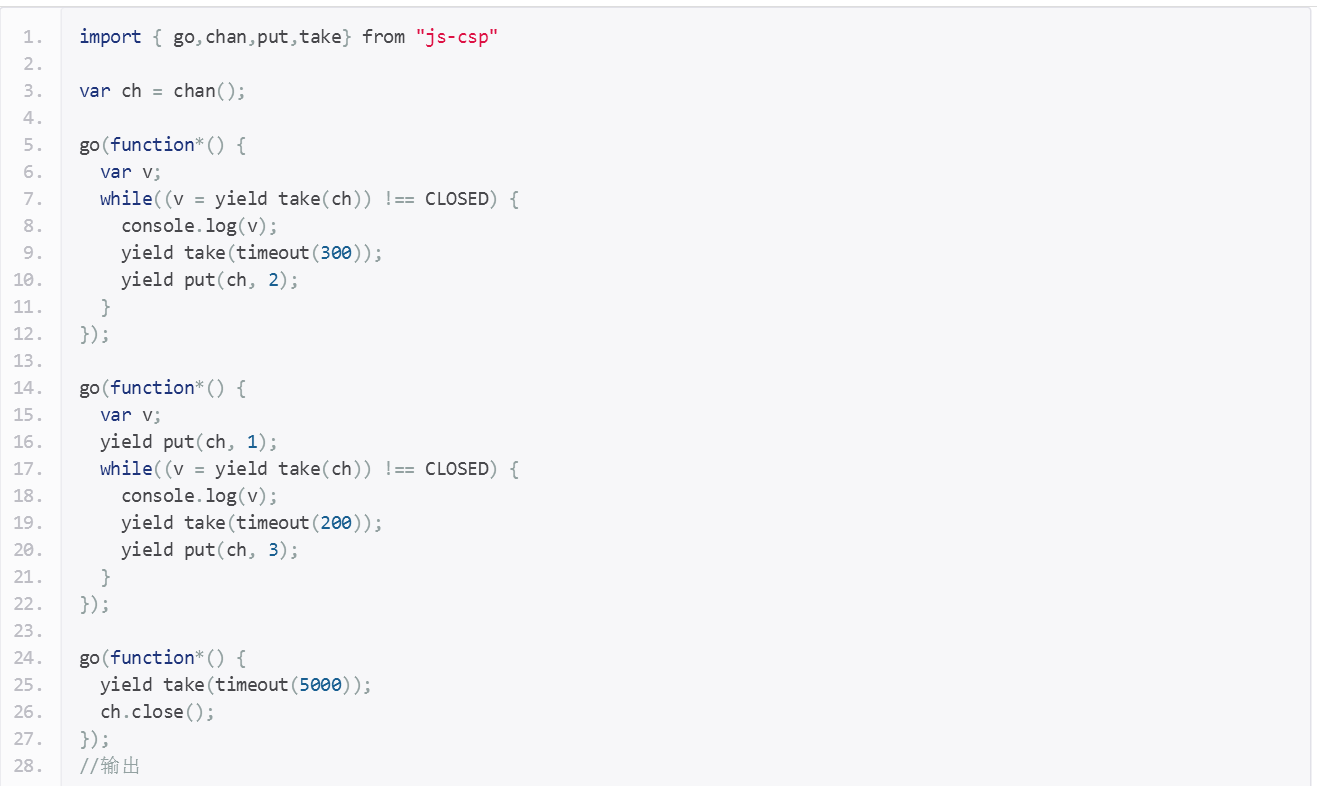 1. import { go,chan,put,take} from "js-csp"
2.
3. var ch = chan();
4.
5. go(function*() {
6.   var v;
7.   while((v = yield take(ch)) !== CLOSED) {
8.     console.log(v);
9.     yield take(timeout(300));
10.     yield put(ch, 2);
11.   }
12. });
13.
14. go(function*() {
15.   var v;
16.   yield put(ch, 1);
17.   while((v = yield take(ch)) !== CLOSED) {
18.     console.log(v);
19.     yield take(timeout(200));
20.     yield put(ch, 3);
21.   }
22. });
23.
24. go(function*() {
25.   yield take(timeout(5000));
26.   ch.close();
27. });
28. //输出